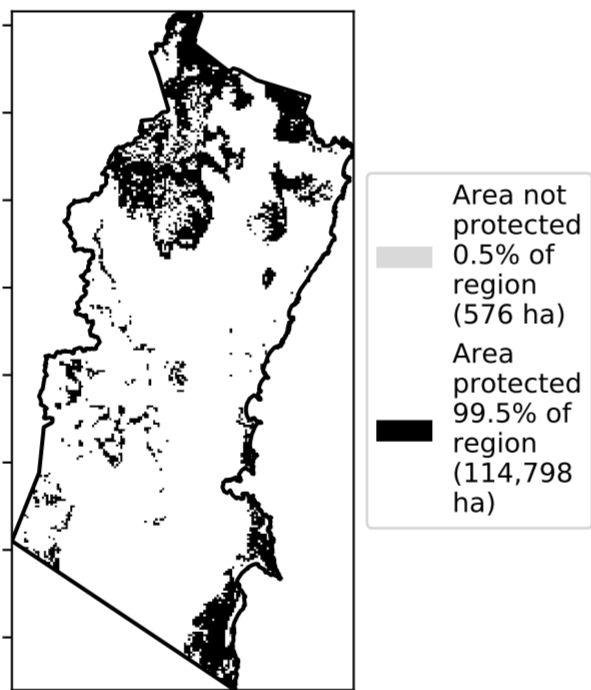 Area not
protected
0.5% of
region
(576 ha)
Area
protected
99.5% of
region
(114,798
ha)